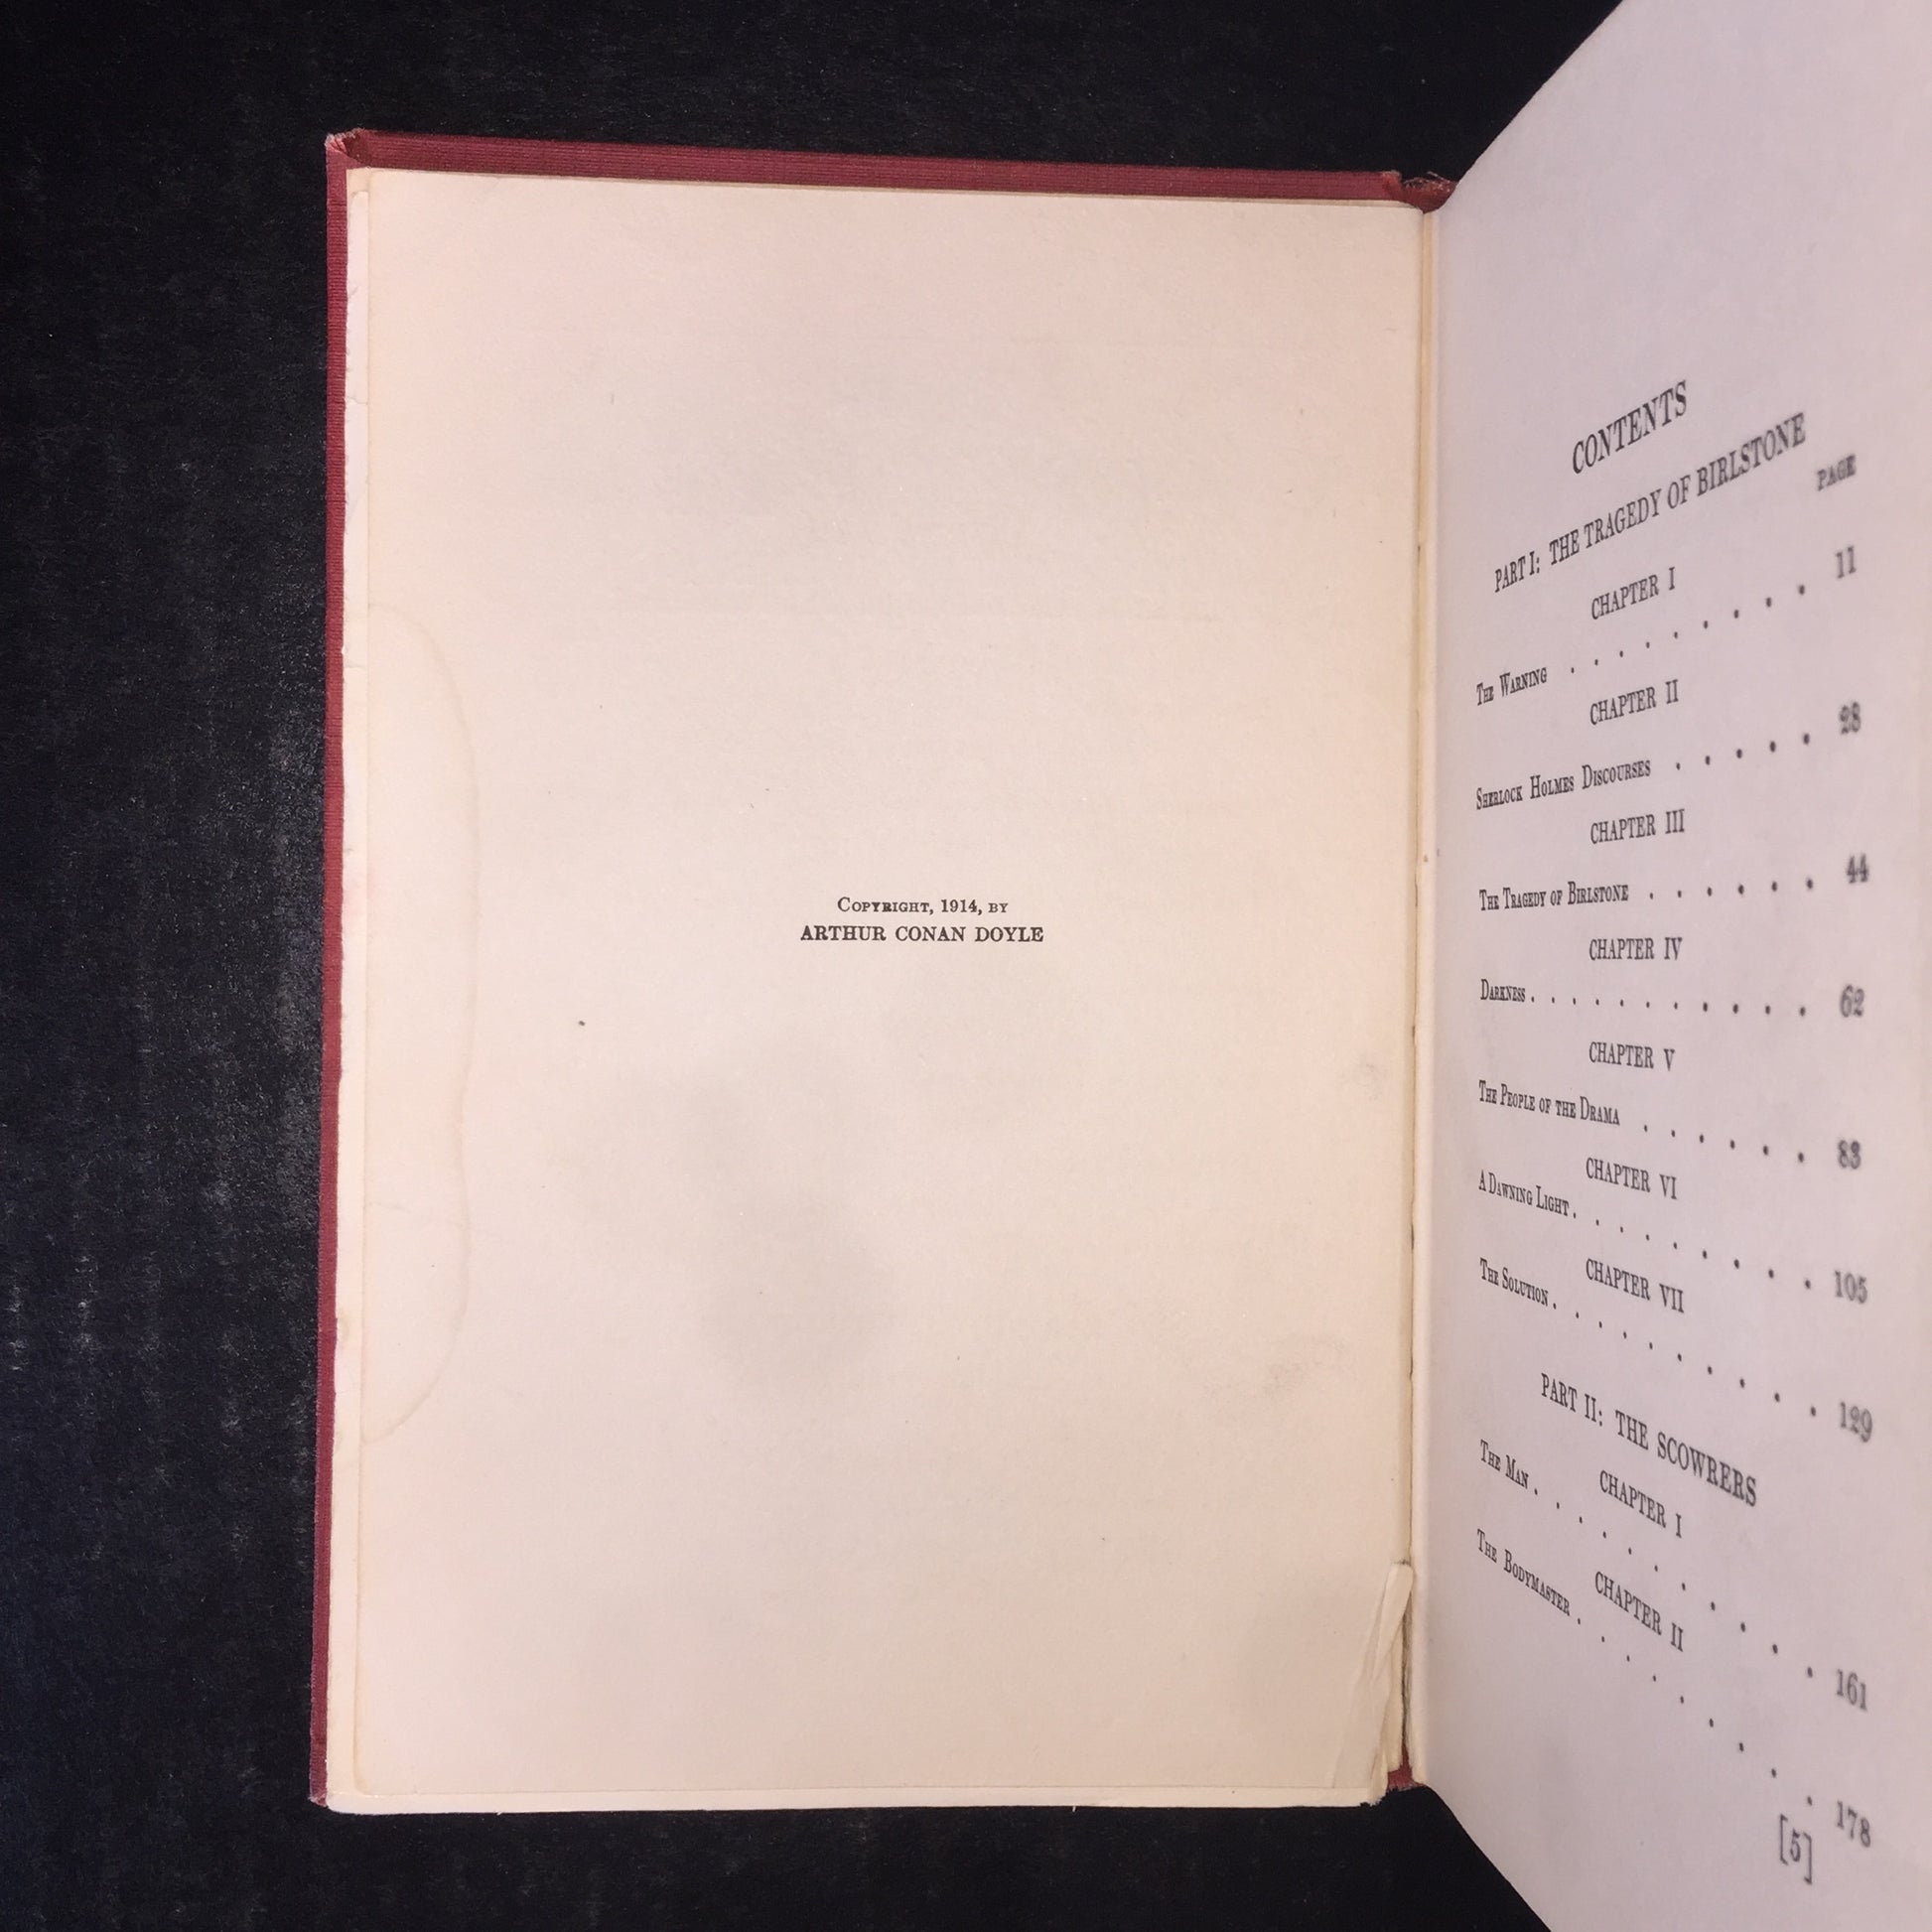 Copyright, 1914, by
ARTHUR CONAN DOYLE
CONTENTS
PART I: THE TRAGEDY OF BIRLSTONE
PAGE
CHAPTER I
The Warning . . . . . . . . . 11
CHAPTER II
Sherlock Holmes Discourses . . . . . 28
CHAPTER III
The Tragedy of Birlstone . . . . . . 44
CHAPTER IV
Darkness . . . . . . . . . . . 62
CHAPTER V
The People of the Drama . . . . . . 83
CHAPTER VI
A Dawning Light . . . . . . . . . 105
CHAPTER VII
The Solution . . . . . . . . . . 129
PART II: THE SCOWRERS
CHAPTER I
The Man . . . . . . . . . . . 161
CHAPTER II
The Bodymaster . . . . . . . . . 178
[5]